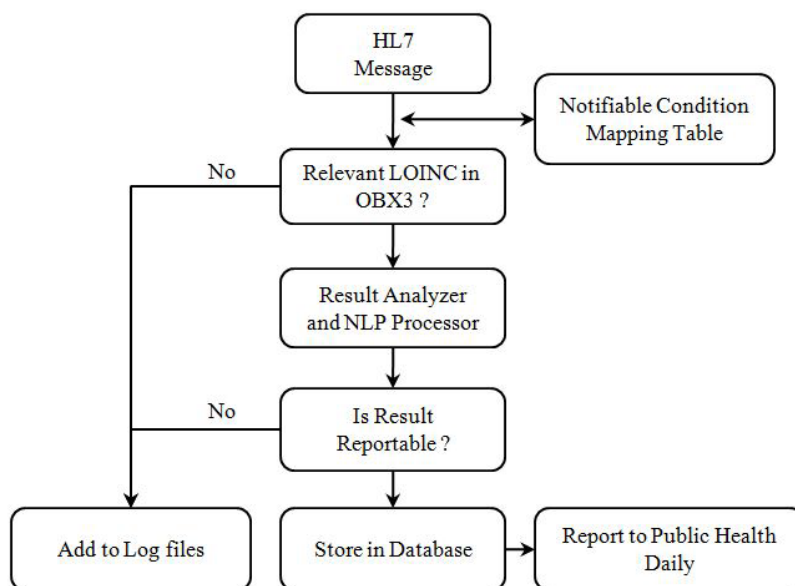 HL7
Message
Notifiable Condition
Mapping Table
No
Relevant LOINC in
OBX3 ?
Result Analyzer
and NLP Processor
No
Is Result
Reportable ?
Add to Log files
Store in Database
Report to Public Health
Daily